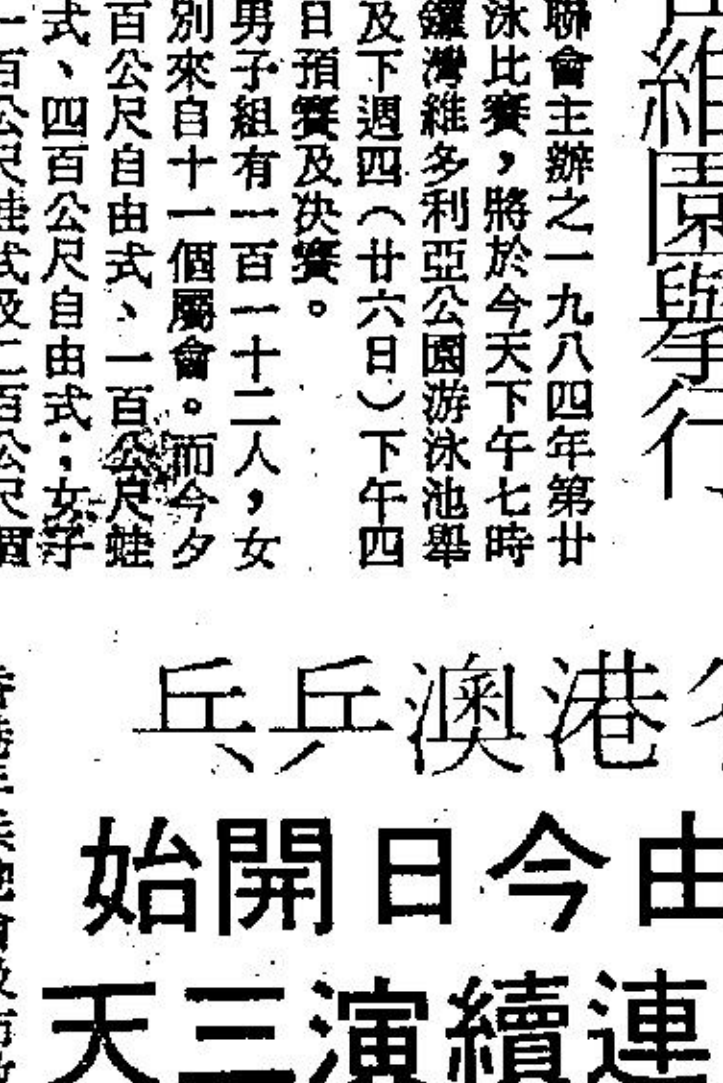 維園舉行
聯會主辦之一九八四年第廿
泳比賽，將於今天下午七時
鑼灣維多利亞公園游泳池舉
及下週四（廿六日）下午四
日預賽及決賽。
男子組有一百一十二人，女
別來自十一個屬會。而今夕
百公尺自由式、一百公尺蛙
式、四百公尺自由式；女子
一百公尺蛙式及二百公尺個
港澳乒乓
由今日開始
連續演三天